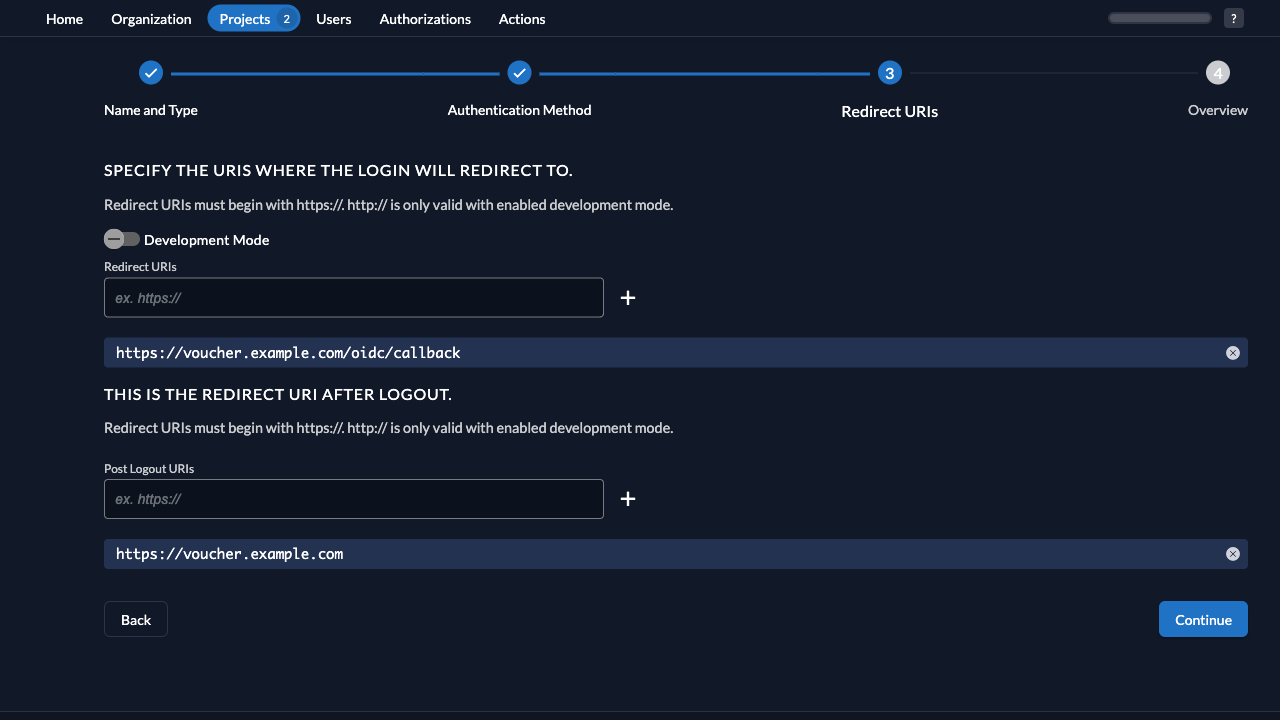 Home Organization Projects 2 Users Authorizations Actions ?
3 4
Name and Type Authentication Method Redirect URIs Overview
SPECIFY THE URIS WHERE THE LOGIN WILL REDIRECT TO.
Redirect URIs must begin with https://. http:// is only valid with enabled development mode.
Development Mode
Redirect URIs
ex. https://
https://voucher.example.com/oidc/callback
THIS IS THE REDIRECT URI AFTER LOGOUT.
Redirect URIs must begin with https://. http:// is only valid with enabled development mode.
Post Logout URIs
ex. https://
https://voucher.example.com
Back Continue